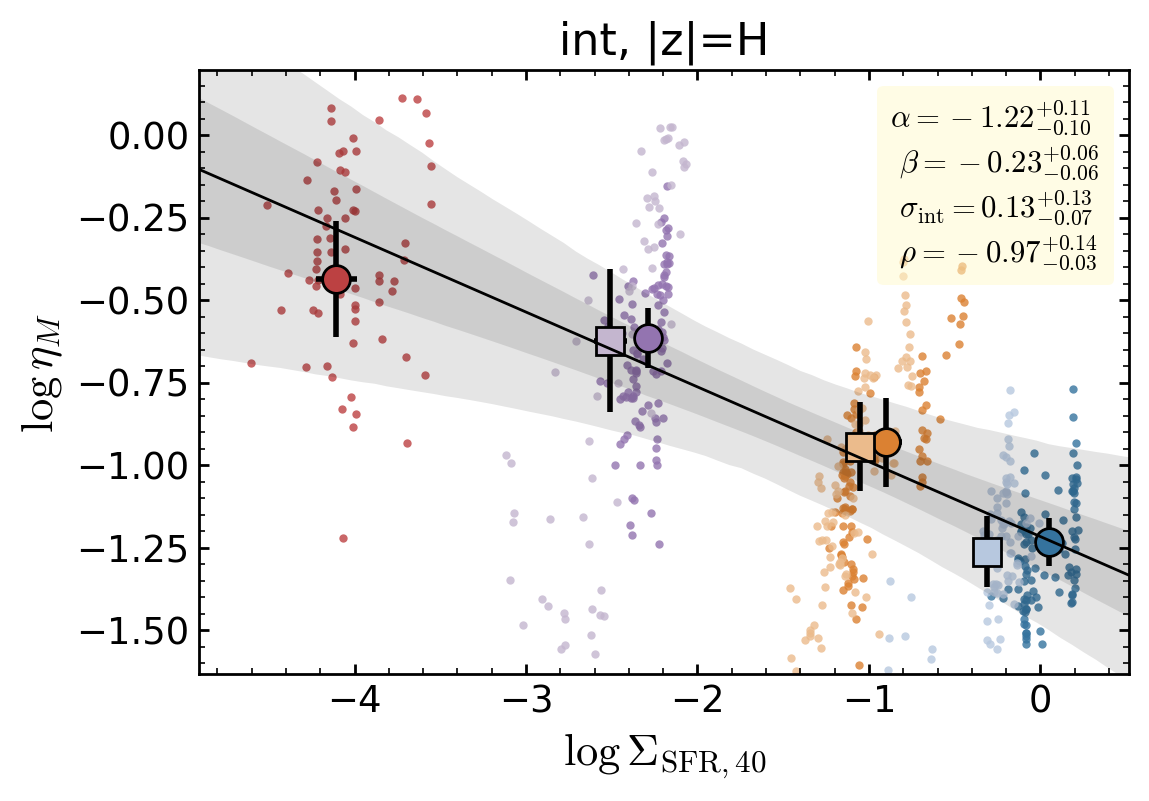 int, |z|=H
α = −1.22^{+0.11}_{−0.10}
β = −0.23^{+0.06}_{−0.06}
σ_int = 0.13^{+0.13}_{−0.07}
ρ = −0.97^{+0.14}_{−0.03}
0.00
−0.25
−0.50
−0.75
−1.00
−1.25
−1.50
log η_M
−4 −3 −2 −1 0
log Σ_{SFR, 40}